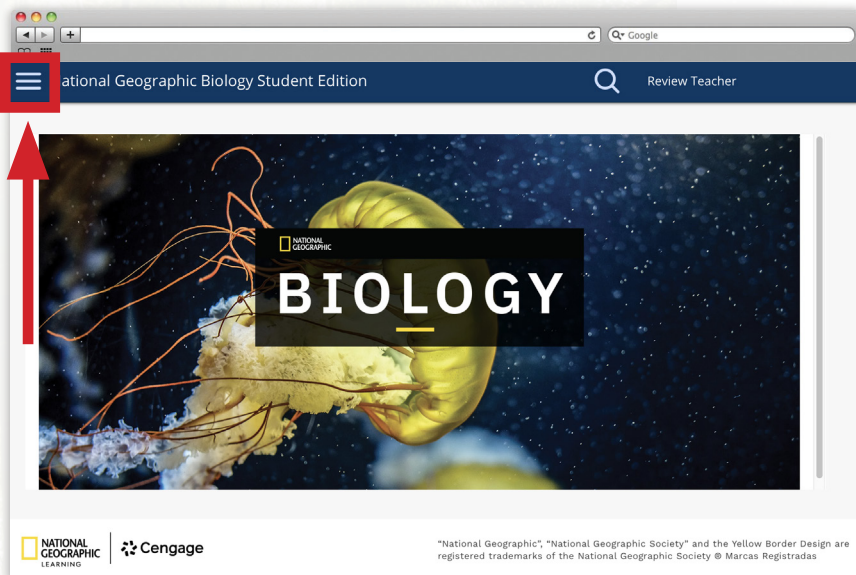 Google
ational Geographic Biology Student Edition
Review Teacher
NATIONAL
GEOGRAPHIC
BIOLOGY
NATIONAL
GEOGRAPHIC
LEARNING
Cengage
"National Geographic", "National Geographic Society" and the Yellow Border Design are
registered trademarks of the National Geographic Society ® Marcas Registradas